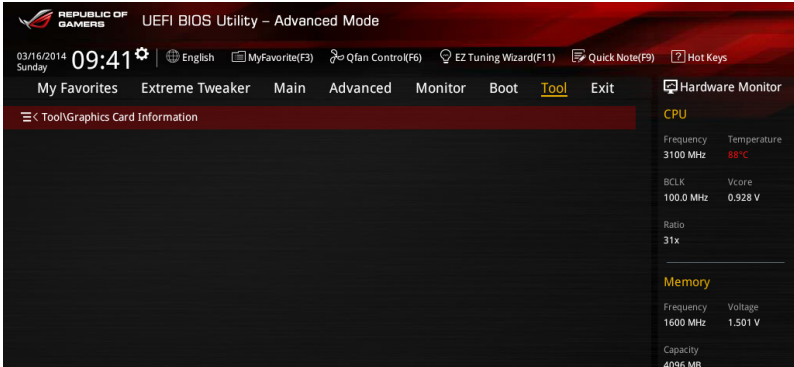 REPUBLIC OF
GAMERS
UEFI BIOS Utility – Advanced Mode
03/16/2014
Sunday
09:41
English
MyFavorite(F3)
Qfan Control(F6)
EZ Tuning Wizard(F11)
Quick Note(F9)
? Hot Keys
My Favorites
Extreme Tweaker
Main
Advanced
Monitor
Boot
Tool
Exit
< Tool\Graphics Card Information
Hardware Monitor
CPU
Frequency Temperature
3100 MHz 88°C
BCLK Vcore
100.0 MHz 0.928 V
Ratio
31x
Memory
Frequency Voltage
1600 MHz 1.501 V
Capacity
4096 MB